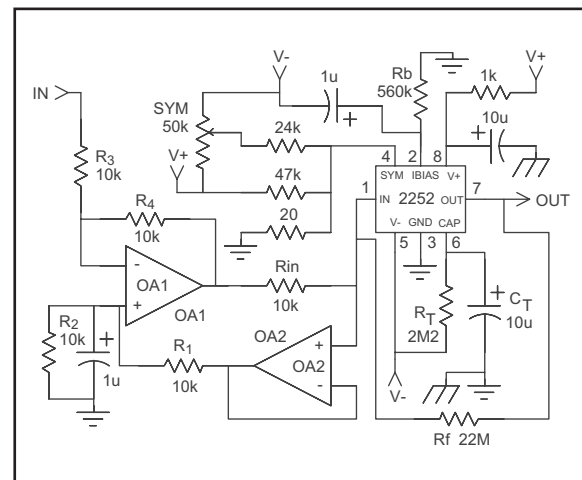 IN
V-
V+
1u
+
Rb
560k
1k
SYM
50k
24k
10u
+
V+
R3
10k
47k
4 2 8
SYM IBIAS V+
1 IN 2252 OUT 7
OUT
V- GND CAP
5 3 6
20
R4
10k
-
OA1
+
OA1
Rin
10k
RT
2M2
+
CT
10u
R2
10k
+
1u
R1
10k
OA2
+
OA2
-
V-
Rf 22M